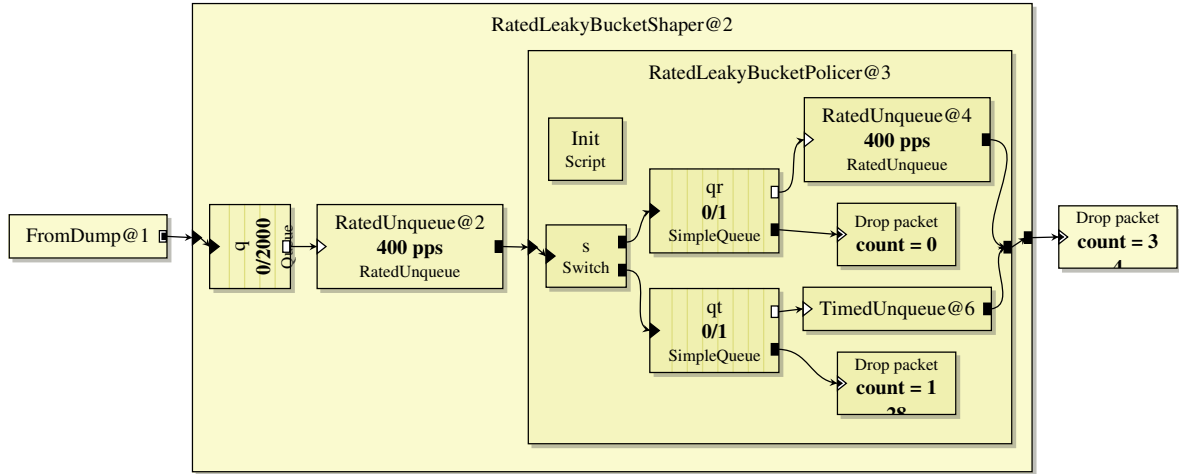 RatedLeakyBucketShaper@2
RatedLeakyBucketPolicer@3
FromDump@1
q
0/2000
Queue
RatedUnqueue@2
400 pps
RatedUnqueue
Init
Script
s
Switch
qr
0/1
SimpleQueue
RatedUnqueue@4
400 pps
RatedUnqueue
Drop packet
count = 0
qt
0/1
SimpleQueue
TimedUnqueue@6
Drop packet
count = 1
28
Drop packet
count = 3
4